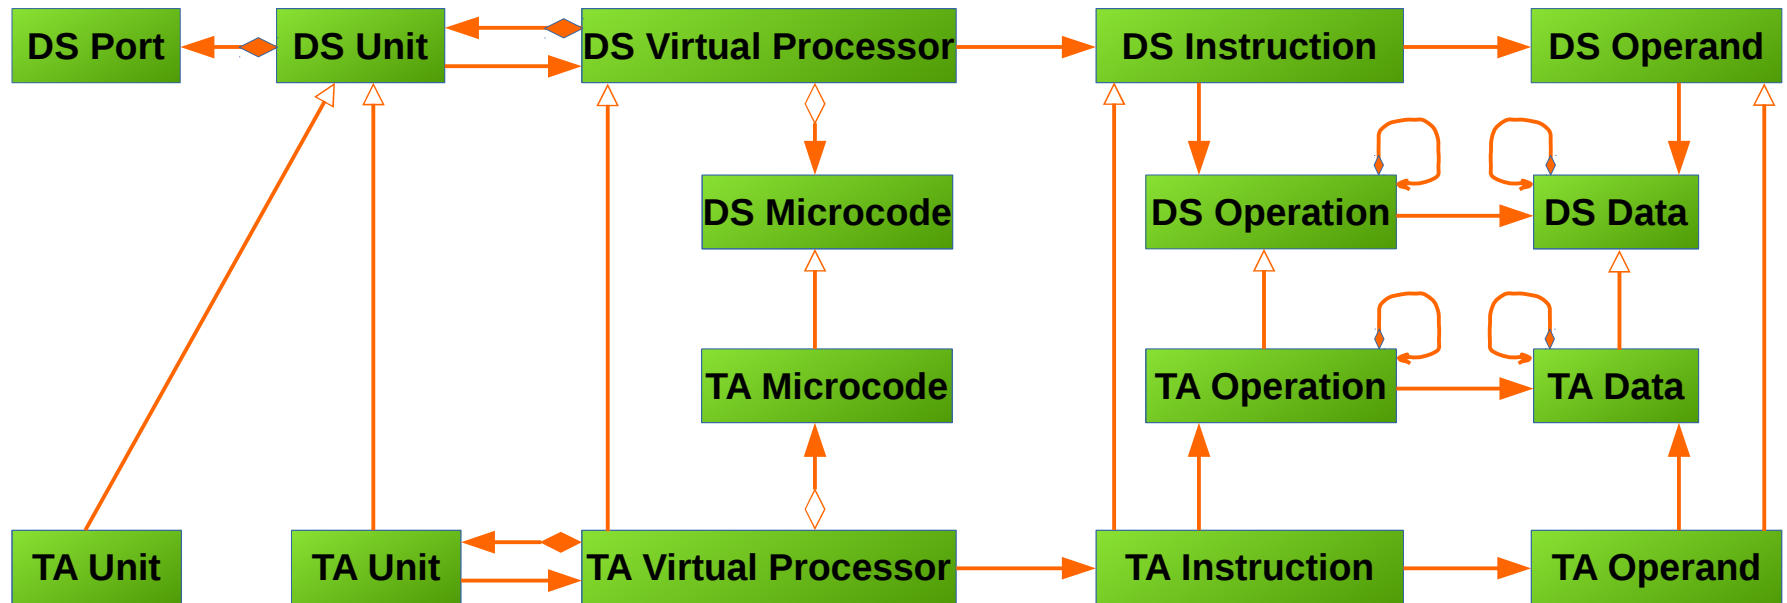 DS Port
DS Unit
DS Virtual Processor
DS Instruction
DS Operand
DS Microcode
DS Operation
DS Data
TA Microcode
TA Operation
TA Data
TA Unit
TA Unit
TA Virtual Processor
TA Instruction
TA Operand